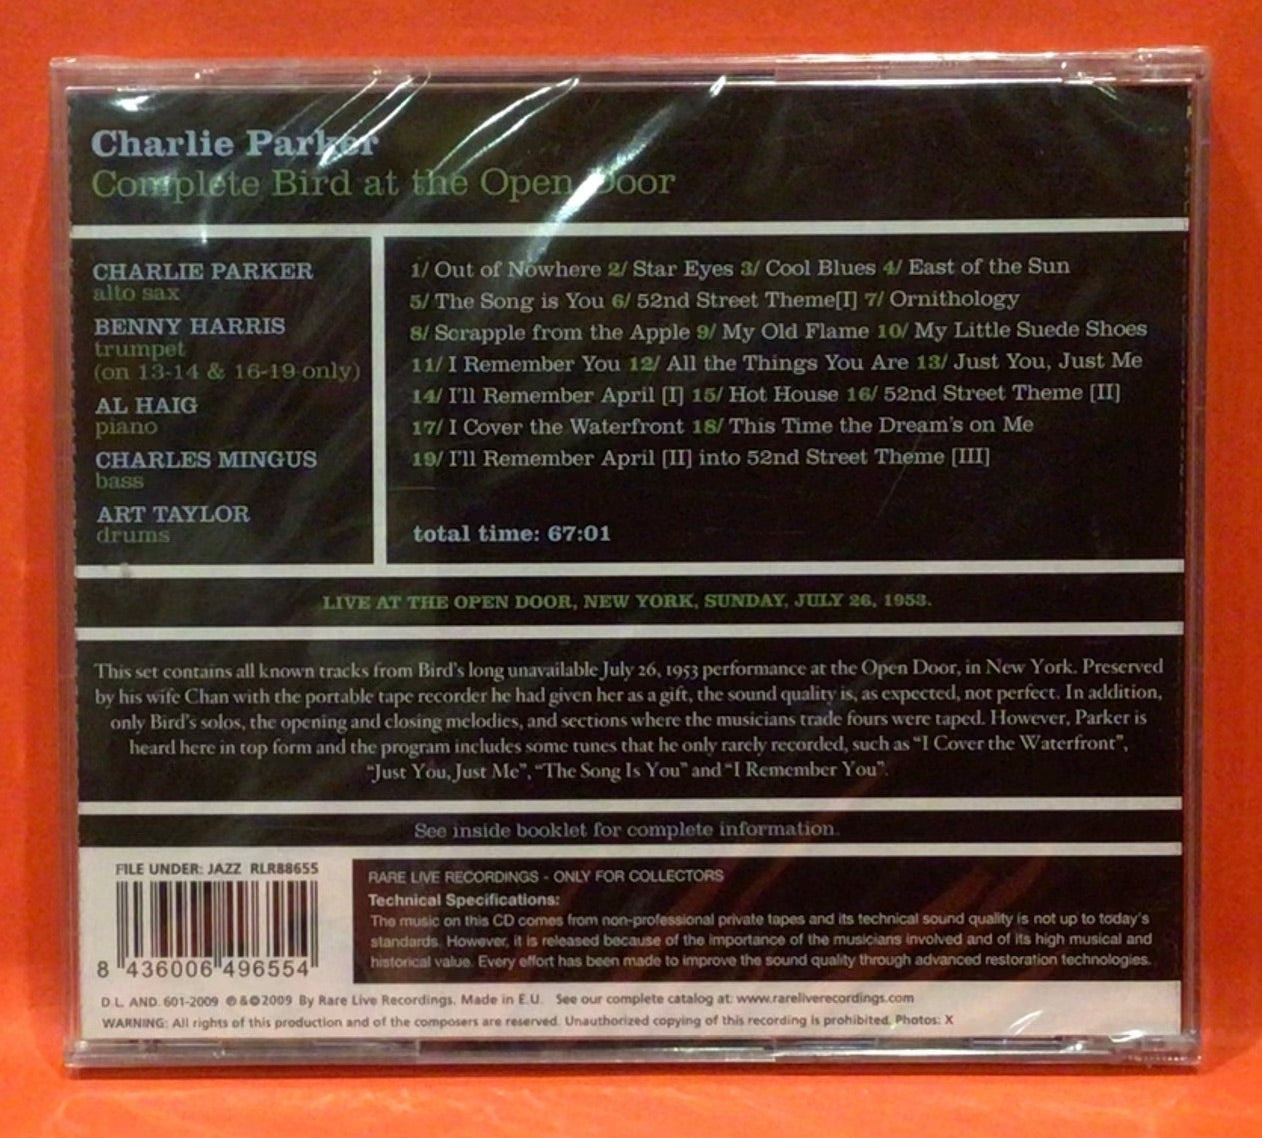 Charlie Parker
Complete Bird at the Open Door
CHARLIE PARKER
alto sax
BENNY HARRIS
trumpet
(on 13-14 & 16-19 only)
AL HAIG
piano
CHARLES MINGUS
bass
ART TAYLOR
drums
1/ Out of Nowhere 2/ Star Eyes 3/ Cool Blues 4/ East of the Sun
5/ The Song is You 6/ 52nd Street Theme[I] 7/ Ornithology
8/ Scrapple from the Apple 9/ My Old Flame 10/ My Little Suede Shoes
11/ I Remember You 12/ All the Things You Are 13/ Just You, Just Me
14/ I'll Remember April [I] 15/ Hot House 16/ 52nd Street Theme [II]
17/ I Cover the Waterfront 18/ This Time the Dream's on Me
19/ I'll Remember April [II] into 52nd Street Theme [III]
total time: 67:01
LIVE AT THE OPEN DOOR, NEW YORK, SUNDAY, JULY 26, 1953.
This set contains all known tracks from Bird's long unavailable July 26, 1953 performance at the Open Door, in New York. Preserved
by his wife Chan with the portable tape recorder he had given her as a gift, the sound quality is, as expected, not perfect. In addition,
only Bird's solos, the opening and closing melodies, and sections where the musicians trade fours were taped. However, Parker is
heard here in top form and the program includes some tunes that he only rarely recorded, such as "I Cover the Waterfront",
"Just You, Just Me", "The Song Is You" and "I Remember You".
See inside booklet for complete information.
FILE UNDER: JAZZ RLR88655
8 436006 496554
RARE LIVE RECORDINGS - ONLY FOR COLLECTORS
Technical Specifications:
The music on this CD comes from non-professional private tapes and its technical sound quality is not up to today's
standards. However, it is released because of the importance of the musicians involved and of its high musical and
historical value. Every effort has been made to improve the sound quality through advanced restoration technologies.
D.L. AND. 601-2009 ℗&©2009 By Rare Live Recordings. Made in E.U. See our complete catalog at: www.rareliverecordings.com
WARNING: All rights of this production and of the composers are reserved. Unauthorized copying of this recording is prohibited. Photos: X